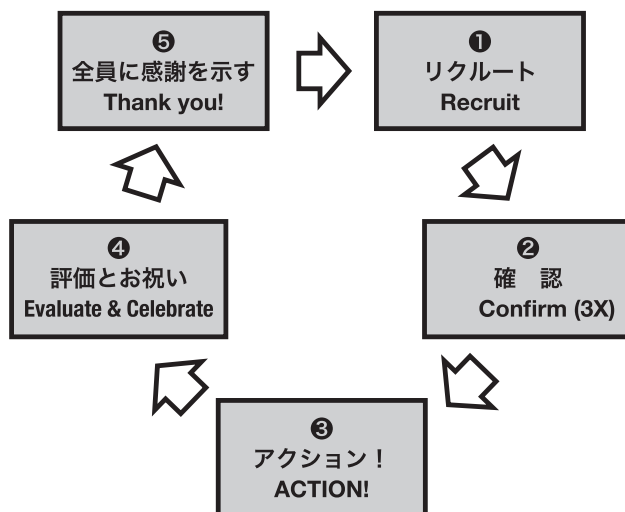 ❶
リクルート
Recruit
❷
確　認
Confirm (3X)
❸
アクション！
ACTION!
❹
評価とお祝い
Evaluate & Celebrate
❺
全員に感謝を示す
Thank you!